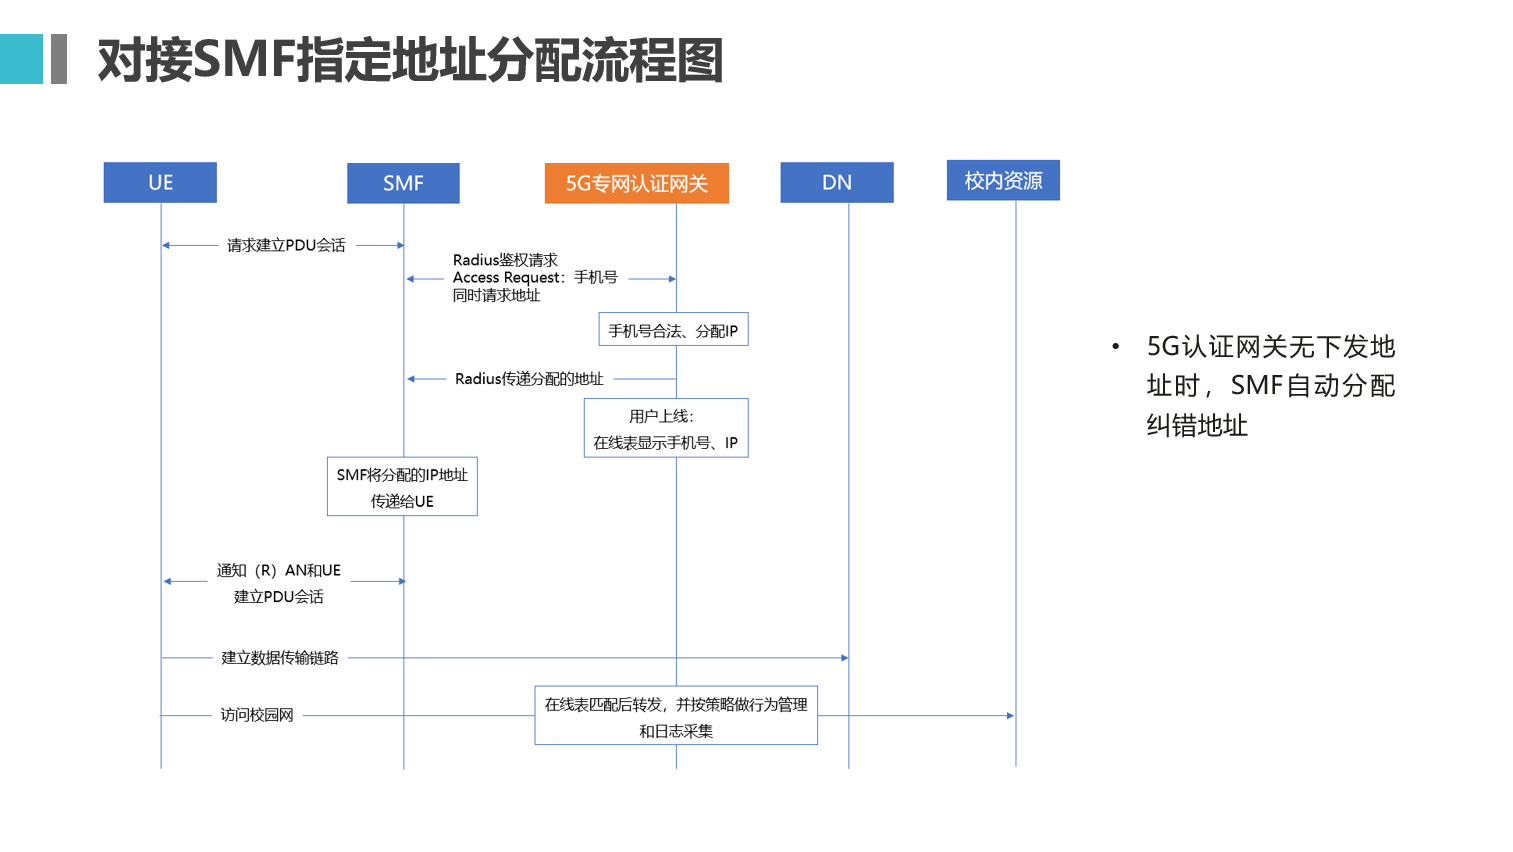 对接SMF指定地址分配流程图
UE
SMF
5G专网认证网关
DN
校内资源
请求建立PDU会话
Radius鉴权请求
Access Request：手机号
同时请求地址
手机号合法、分配IP
Radius传递分配的地址
用户上线：
在线表显示手机号、IP
SMF将分配的IP地址
传递给UE
通知（R）AN和UE
建立PDU会话
建立数据传输链路
访问校园网
在线表匹配后转发，并按策略做行为管理
和日志采集
• 5G认证网关无下发地
址时，SMF自动分配
纠错地址